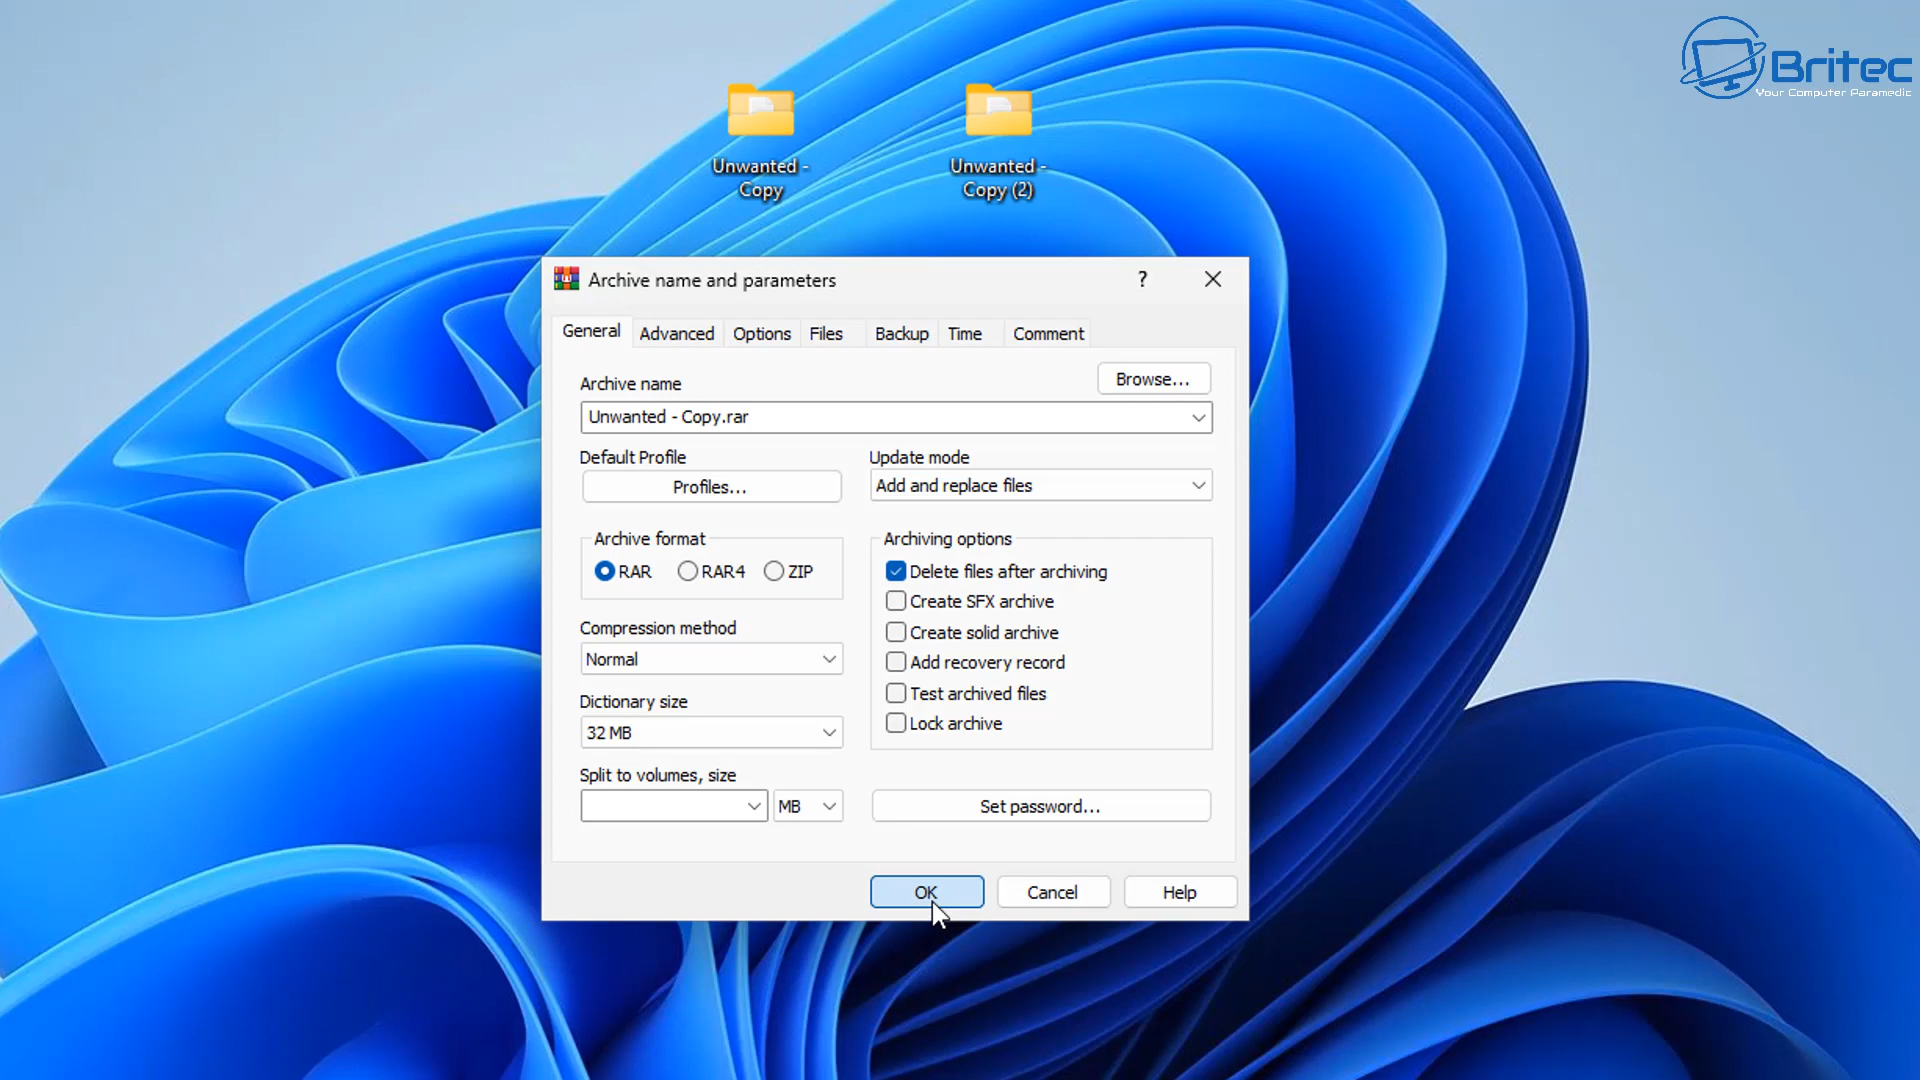 Britec
Your Computer Paramedic
Unwanted -
Copy
Unwanted -
Copy (2)
Archive name and parameters
?
General
Advanced
Options
Files
Backup
Time
Comment
Archive name
Browse...
Unwanted - Copy.rar
Default Profile
Profiles...
Update mode
Add and replace files
Archive format
RAR
RAR4
ZIP
Compression method
Normal
Dictionary size
32 MB
Split to volumes, size
MB
Archiving options
Delete files after archiving
Create SFX archive
Create solid archive
Add recovery record
Test archived files
Lock archive
Set password...
OK
Cancel
Help